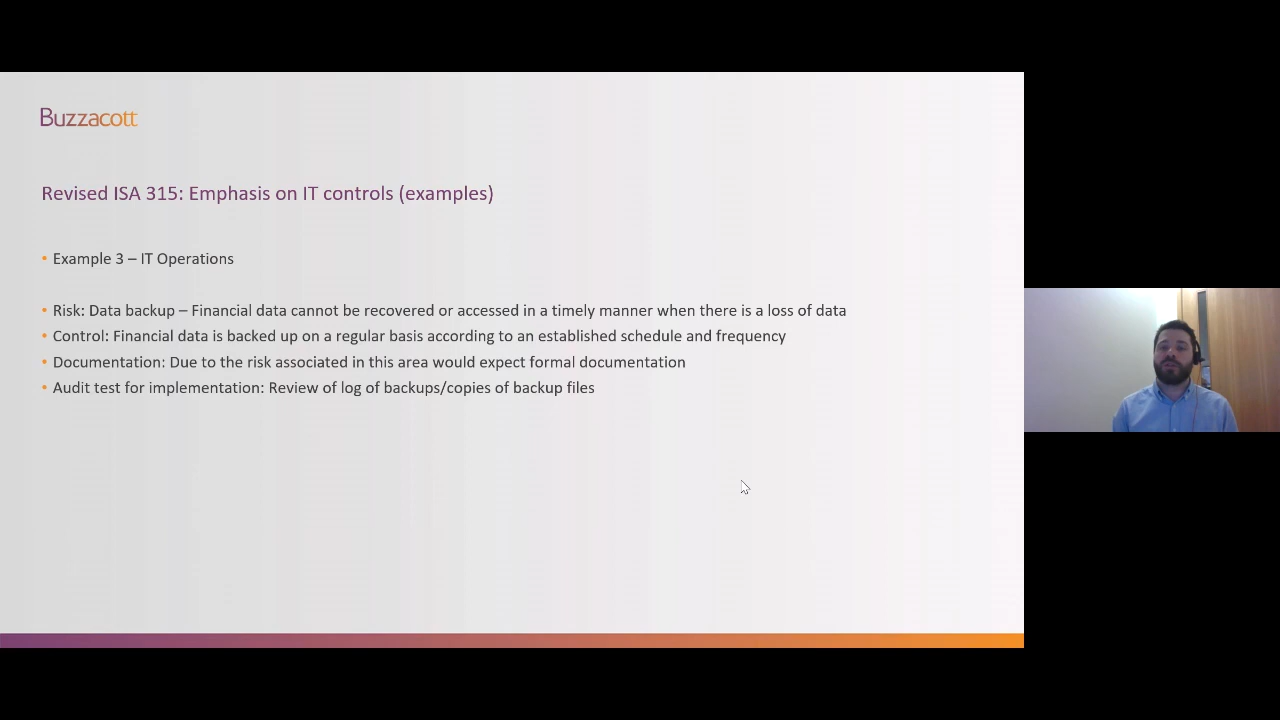 Buzzacott
Revised ISA 315: Emphasis on IT controls (examples)
• Example 3 – IT Operations
• Risk: Data backup – Financial data cannot be recovered or accessed in a timely manner when there is a loss of data
• Control: Financial data is backed up on a regular basis according to an established schedule and frequency
• Documentation: Due to the risk associated in this area would expect formal documentation
• Audit test for implementation: Review of log of backups/copies of backup files